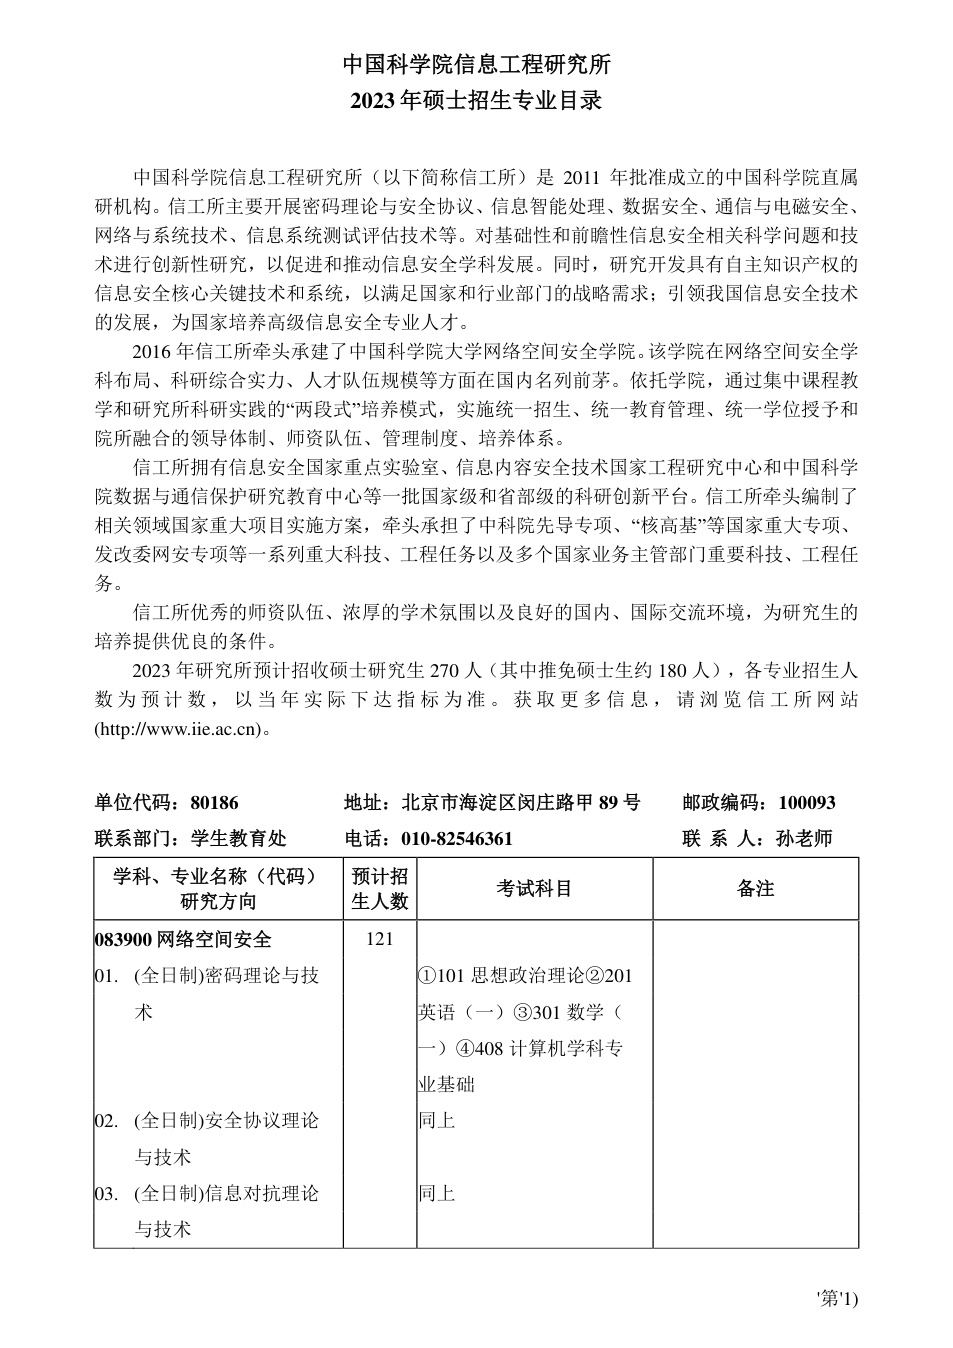 中国科学院信息工程研究所
2023 年硕士招生专业目录
中国科学院信息工程研究所（以下简称信工所）是 2011 年批准成立的中国科学院直属
研机构。信工所主要开展密码理论与安全协议、信息智能处理、数据安全、通信与电磁安全、
网络与系统技术、信息系统测试评估技术等。对基础性和前瞻性信息安全相关科学问题和技
术进行创新性研究，以促进和推动信息安全学科发展。同时，研究开发具有自主知识产权的
信息安全核心关键技术和系统，以满足国家和行业部门的战略需求；引领我国信息安全技术
的发展，为国家培养高级信息安全专业人才。
2016 年信工所牵头承建了中国科学院大学网络空间安全学院。该学院在网络空间安全学
科布局、科研综合实力、人才队伍规模等方面在国内名列前茅。依托学院，通过集中课程教
学和研究所科研实践的“两段式”培养模式，实施统一招生、统一教育管理、统一学位授予和
院所融合的领导体制、师资队伍、管理制度、培养体系。
信工所拥有信息安全国家重点实验室、信息内容安全技术国家工程研究中心和中国科学
院数据与通信保护研究教育中心等一批国家级和省部级的科研创新平台。信工所牵头编制了
相关领域国家重大项目实施方案，牵头承担了中科院先导专项、“核高基”等国家重大专项、
发改委网安专项等一系列重大科技、工程任务以及多个国家业务主管部门重要科技、工程任
务。
信工所优秀的师资队伍、浓厚的学术氛围以及良好的国内、国际交流环境，为研究生的
培养提供优良的条件。
2023 年研究所预计招收硕士研究生 270 人（其中推免硕士生约 180 人），各专业招生人
数为预计数，以当年实际下达指标为准。获取更多信息，请浏览信工所网站
(http://www.iie.ac.cn)。
单位代码：80186 地址：北京市海淀区闵庄路甲 89 号 邮政编码：100093
联系部门：学生教育处 电话：010-82546361 联 系 人：孙老师
学科、专业名称（代码） 预计招 考试科目 备注
研究方向 生人数
083900 网络空间安全 121
01. (全日制)密码理论与技 ①101 思想政治理论②201
术 英语（一）③301 数学（
一）④408 计算机学科专
业基础
02. (全日制)安全协议理论 同上
与技术
03. (全日制)信息对抗理论 同上
与技术
'第'1)